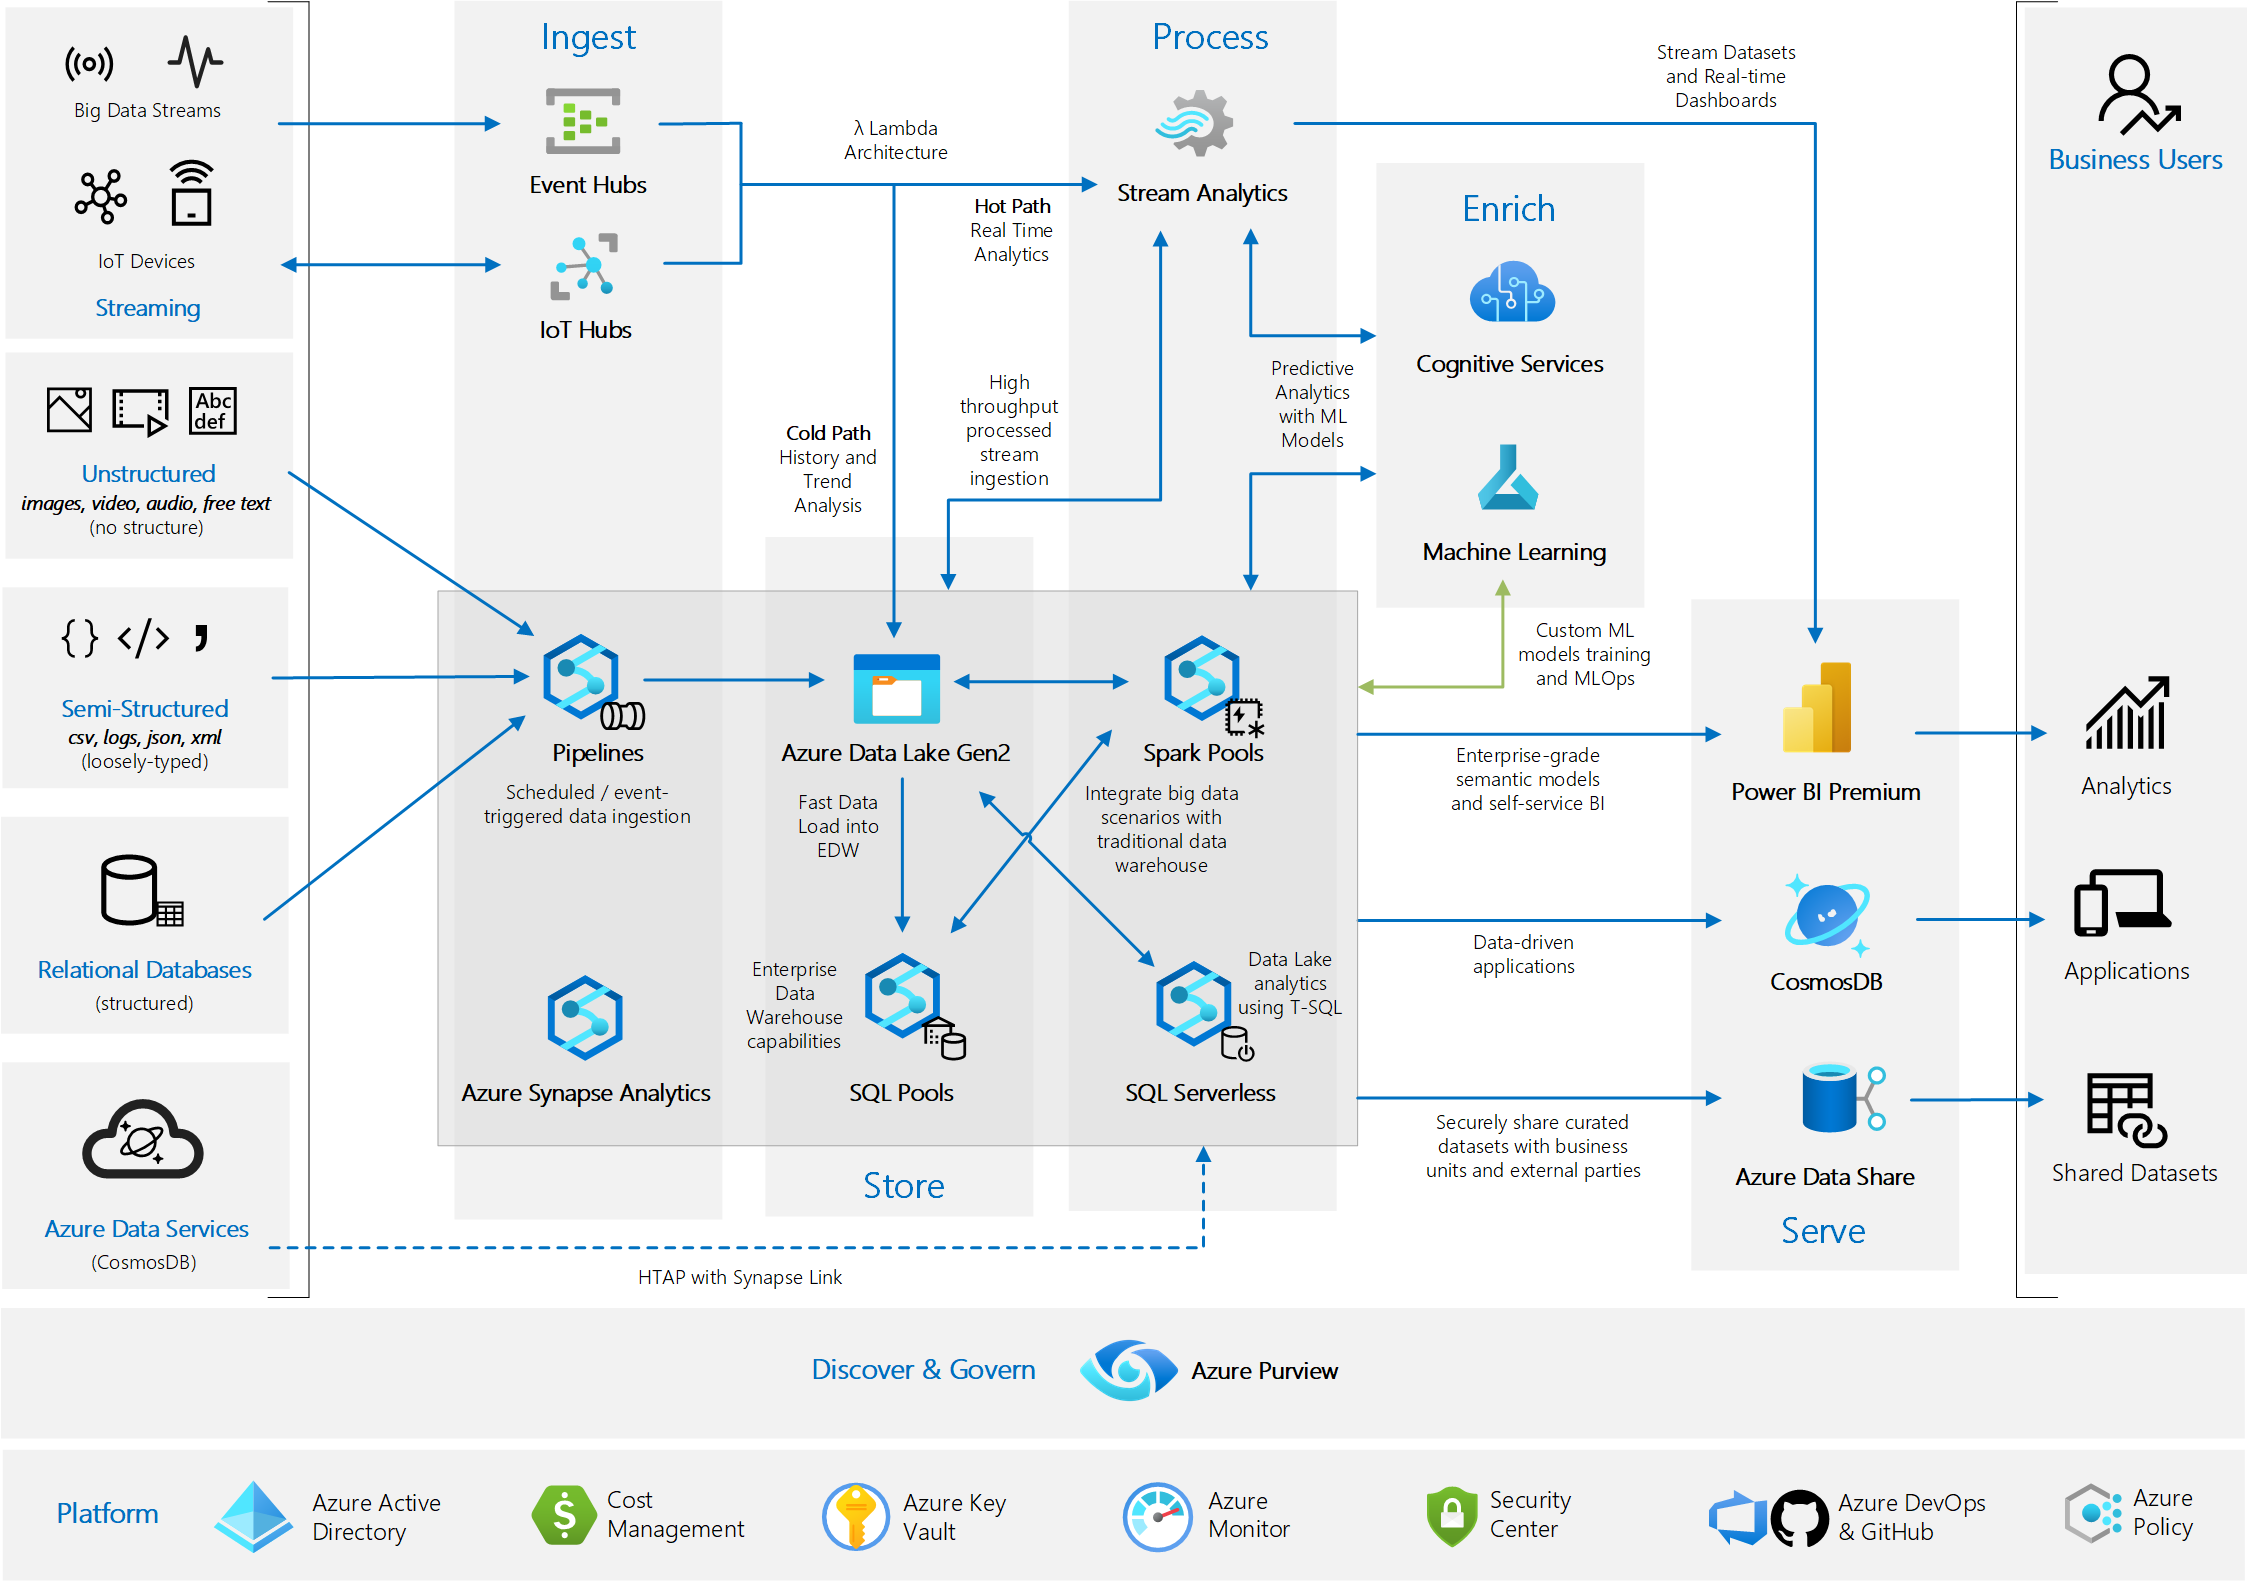 Big Data Streams
IoT Devices
Streaming
Abc
def
Unstructured
images, video, audio, free text
(no structure)
{ } </> ,
Semi-Structured
csv, logs, json, xml
(loosely-typed)
Relational Databases
(structured)
Azure Data Services
(CosmosDB)
Ingest
Event Hubs
IoT Hubs
λ Lambda
Architecture
Hot Path
Real Time
Analytics
Cold Path
History and
Trend
Analysis
High
throughput
processed
stream
ingestion
Process
Stream Analytics
Predictive
Analytics
with ML
Models
Enrich
Cognitive Services
Machine Learning
Custom ML
models training
and MLOps
Stream Datasets
and Real-time
Dashboards
Pipelines
Scheduled / event-
triggered data ingestion
Azure Synapse Analytics
Azure Data Lake Gen2
Fast Data
Load into
EDW
Enterprise
Data
Warehouse
capabilities
SQL Pools
Store
Spark Pools
Integrate big data
scenarios with
traditional data
warehouse
Data Lake
analytics
using T-SQL
SQL Serverless
HTAP with Synapse Link
Enterprise-grade
semantic models
and self-service BI
Data-driven
applications
Securely share curated
datasets with business
units and external parties
Power BI Premium
CosmosDB
Azure Data Share
Serve
Business Users
Analytics
Applications
Shared Datasets
Discover & Govern
Azure Purview
Platform
Azure Active
Directory
$
Cost
Management
Azure Key
Vault
Azure
Monitor
Security
Center
Azure DevOps
& GitHub
Azure
Policy